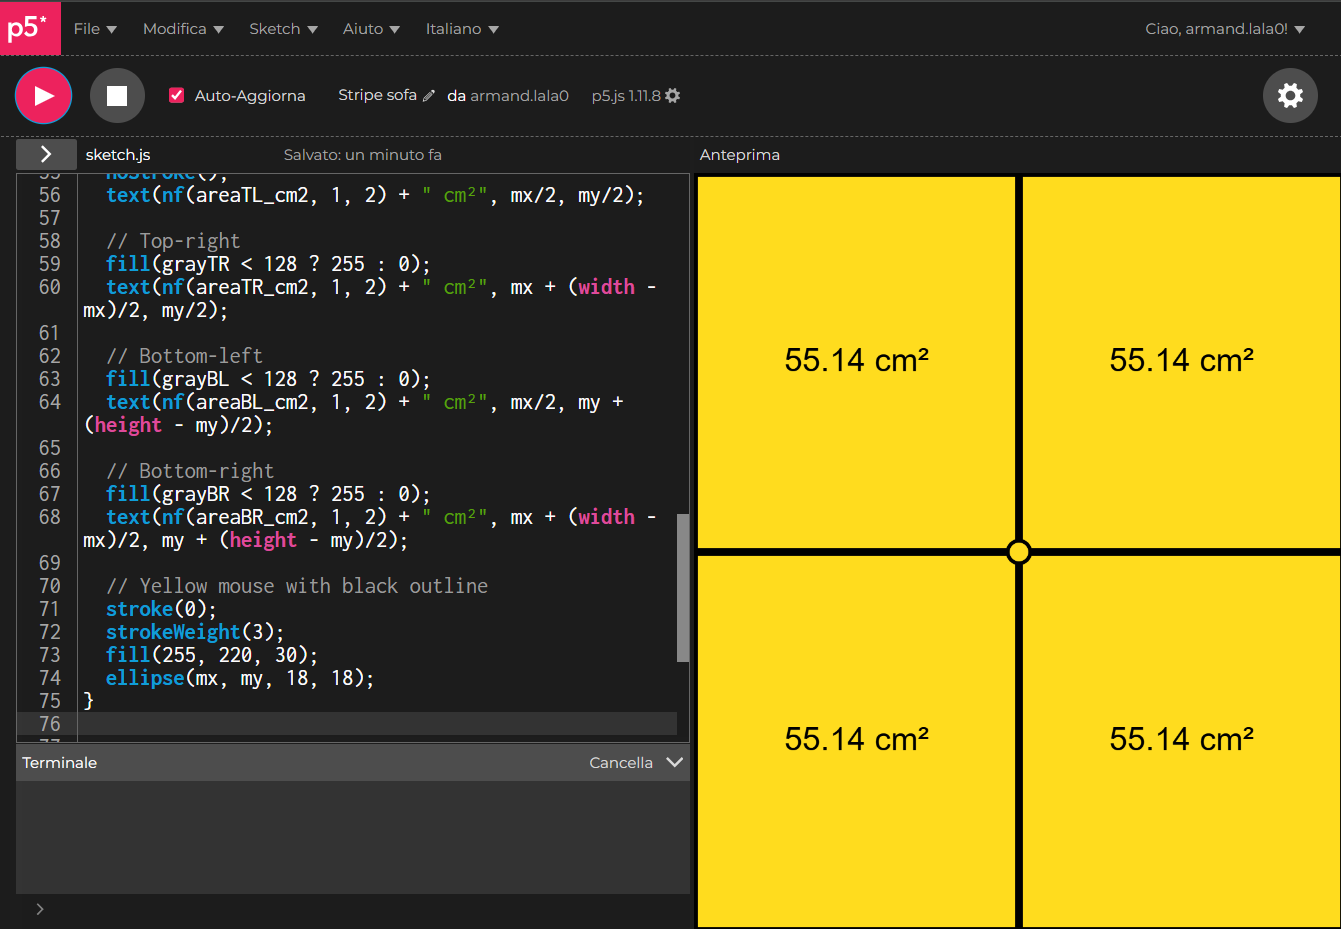 p5*
File Modifica Sketch Aiuto Italiano Ciao, armand.lala0!
Auto-Aggiorna Stripe sofa da armand.lala0 p5.js 1.11.8
sketch.js Salvato: un minuto fa Anteprima
56 text(nf(areaTL_cm2, 1, 2) + " cm²", mx/2, my/2);
57
58 // Top-right
59 fill(grayTR < 128 ? 255 : 0);
60 text(nf(areaTR_cm2, 1, 2) + " cm²", mx + (width -
mx)/2, my/2);
61
62 // Bottom-left
63 fill(grayBL < 128 ? 255 : 0);
64 text(nf(areaBL_cm2, 1, 2) + " cm²", mx/2, my +
(height - my)/2);
65
66 // Bottom-right
67 fill(grayBR < 128 ? 255 : 0);
68 text(nf(areaBR_cm2, 1, 2) + " cm²", mx + (width -
mx)/2, my + (height - my)/2);
69
70 // Yellow mouse with black outline
71 stroke(0);
72 strokeWeight(3);
73 fill(255, 220, 30);
74 ellipse(mx, my, 18, 18);
75 }
76
Terminale Cancella
55.14 cm² 55.14 cm²
55.14 cm² 55.14 cm²